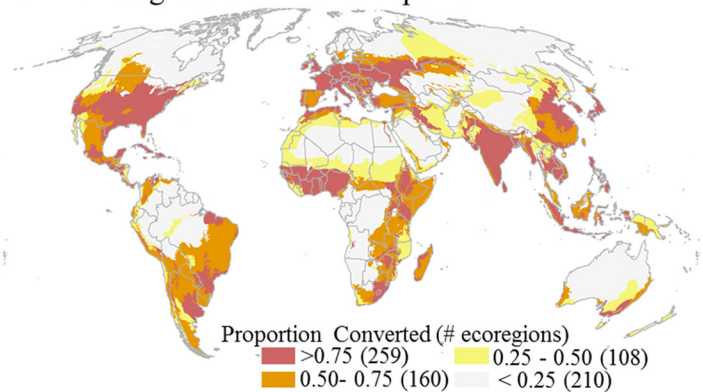 Proportion Converted (# ecoregions)
>0.75 (259)
0.25 - 0.50 (108)
0.50- 0.75 (160)
< 0.25 (210)